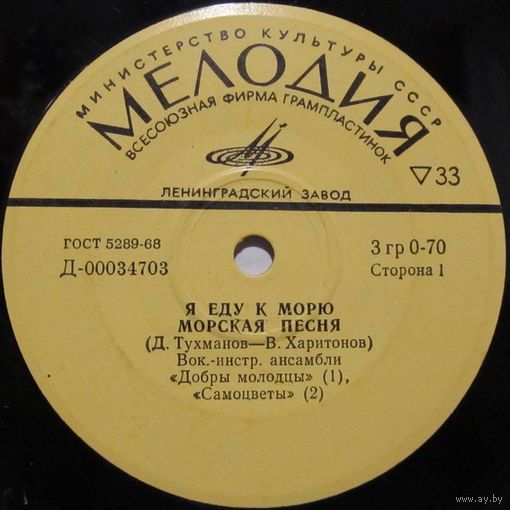 МИНИСТЕРСТВО КУЛЬТУРЫ СССР
МЕЛОДИЯ
ВСЕСОЮЗНАЯ ФИРМА ГРАМПЛАСТИНОК
▽33
ЛЕНИНГРАДСКИЙ ЗАВОД
ГОСТ 5289-68
3 гр 0-70
Д-00034703
Сторона 1
Я ЕДУ К МОРЮ
МОРСКАЯ ПЕСНЯ
(Д. Тухманов—В. Харитонов)
Вок.-инстр. ансамбли
«Добры молодцы» (1),
«Самоцветы» (2)
www.ay.by